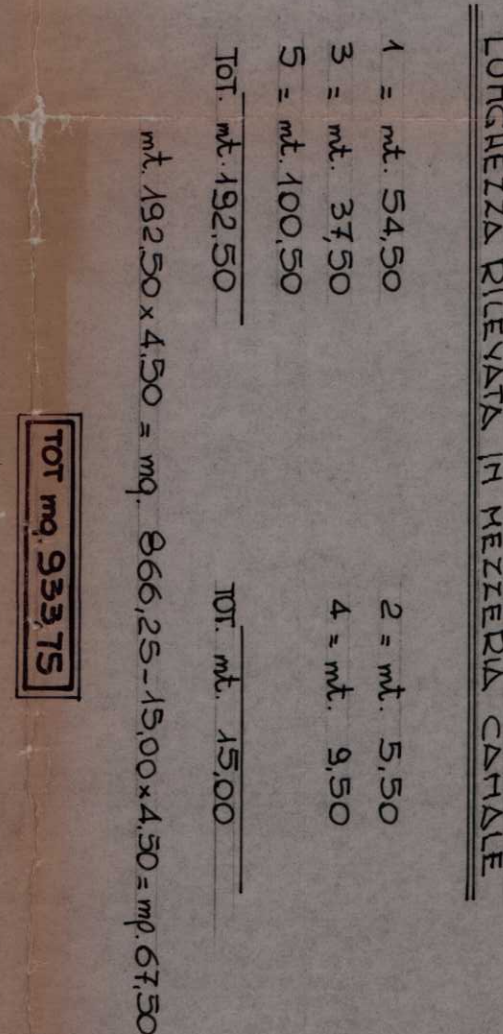 LUNGHEZZA RILEVATA IN MEZZERIA CANALE
1 = mt. 54,50
3 = mt. 37,50
5 = mt. 100,50
TOT. mt. 192,50
2 = mt. 5,50
4 = mt. 9,50
TOT. mt. 15,00
mt. 192,50 x 4,50 = mq. 866,25 - 15,00 x 4,50 = mq. 67,50
TOT mq. 933,75